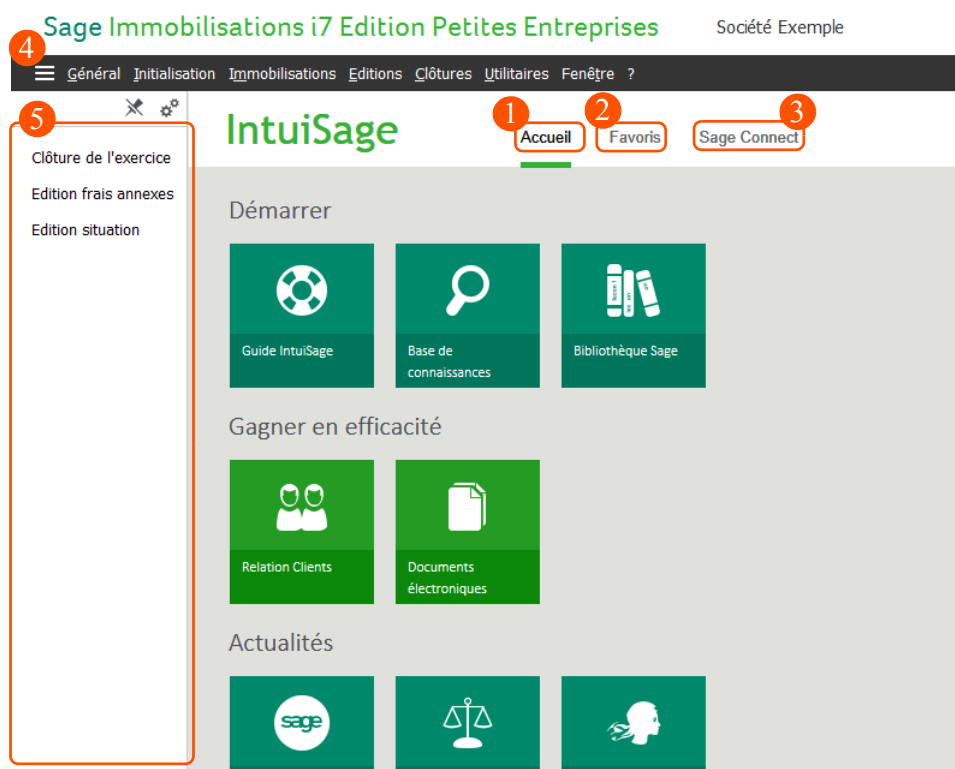 Sage Immobilisations i7 Edition Petites Entreprises Société Exemple
4
Général Initialisation Immobilisations Editions Clôtures Utilitaires Fenêtre ?
5
Clôture de l'exercice
Edition frais annexes
Edition situation
IntuiSage
1 2 3
Accueil Favoris Sage Connect
Démarrer
Guide IntuiSage
Base de
connaissances
Bibliothèque Sage
Gagner en efficacité
Relation Clients
Documents
électroniques
Actualités
sage